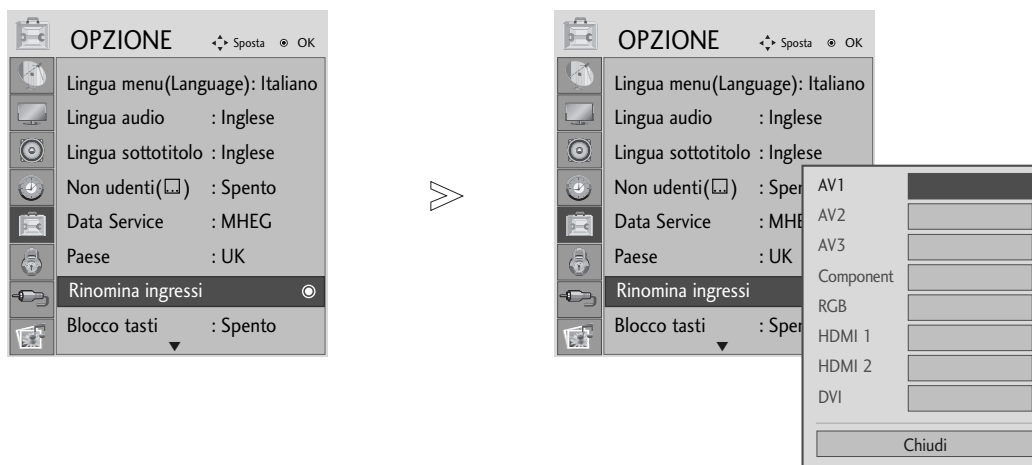 OPZIONE Sposta OK
Lingua menu(Language): Italiano
Lingua audio : Inglese
Lingua sottotitolo : Inglese
Non udenti( ) : Spento
Data Service : MHEG
Paese : UK
Rinomina ingressi
Blocco tasti : Spento
OPZIONE Sposta OK
Lingua menu(Language): Italiano
Lingua audio : Inglese
Lingua sottotitolo : Inglese
Non udenti( ) : Spen
Data Service : MHE
Paese : UK
Rinomina ingressi
Blocco tasti : Spen
AV1
AV2
AV3
Component
RGB
HDMI 1
HDMI 2
DVI
Chiudi